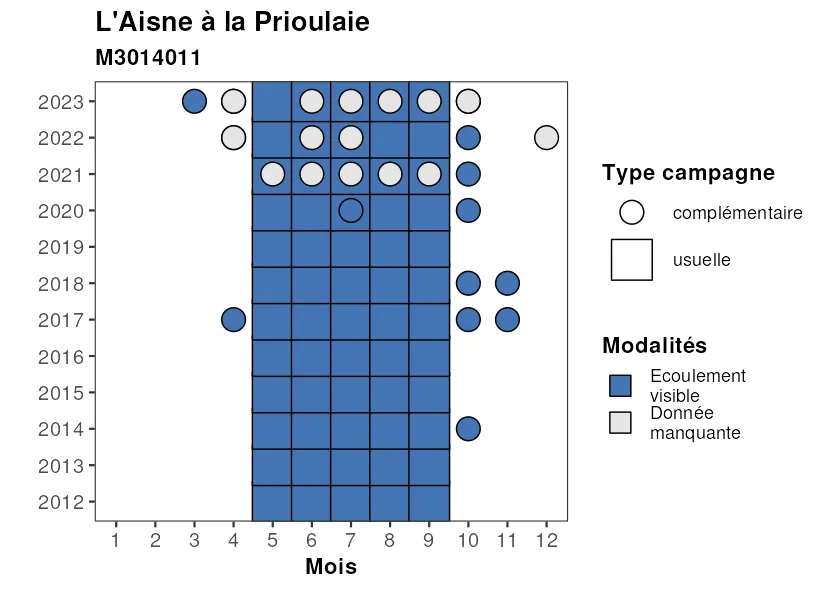 L'Aisne à la Prioulaie
M3014011
2023
2022
2021
2020
2019
2018
2017
2016
2015
2014
2013
2012
1 2 3 4 5 6 7 8 9 10 11 12
Mois
Type campagne
complémentaire
usuelle
Modalités
Ecoulement
visible
Donnée
manquante